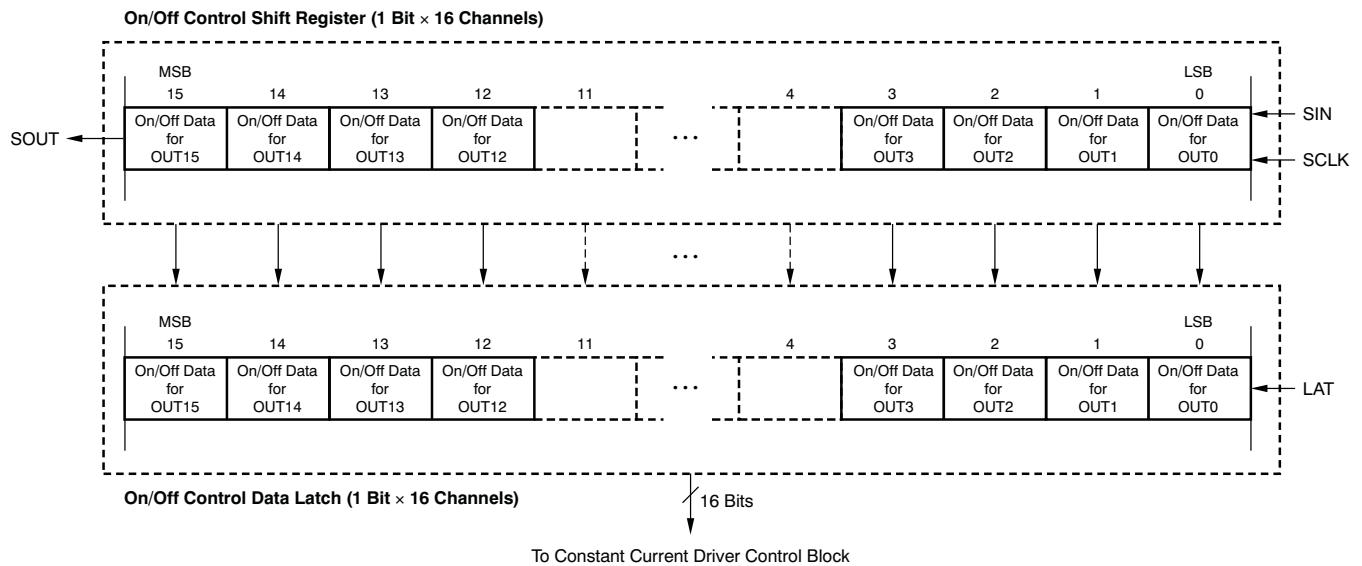 On/Off Control Shift Register (1 Bit × 16 Channels)
MSB LSB
15 14 13 12 11 4 3 2 1 0
SOUT
On/Off Data for OUT15
On/Off Data for OUT14
On/Off Data for OUT13
On/Off Data for OUT12
...
On/Off Data for OUT3
On/Off Data for OUT2
On/Off Data for OUT1
On/Off Data for OUT0
SIN
SCLK
...
MSB LSB
15 14 13 12 11 4 3 2 1 0
On/Off Data for OUT15
On/Off Data for OUT14
On/Off Data for OUT13
On/Off Data for OUT12
...
On/Off Data for OUT3
On/Off Data for OUT2
On/Off Data for OUT1
On/Off Data for OUT0
LAT
On/Off Control Data Latch (1 Bit × 16 Channels)
16 Bits
To Constant Current Driver Control Block